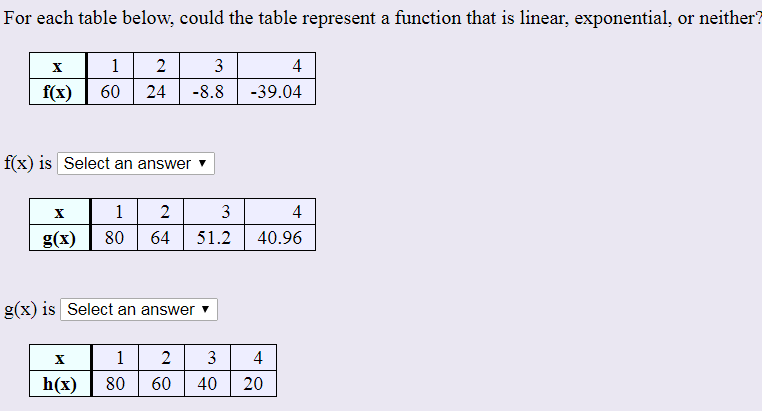 For each table below, could the table represent a function that is linear, exponential, or neither?
x 1 2 3 4
f(x) 60 24 -8.8 -39.04
f(x) is Select an answer ▼
x 1 2 3 4
g(x) 80 64 51.2 40.96
g(x) is Select an answer ▼
x 1 2 3 4
h(x) 80 60 40 20